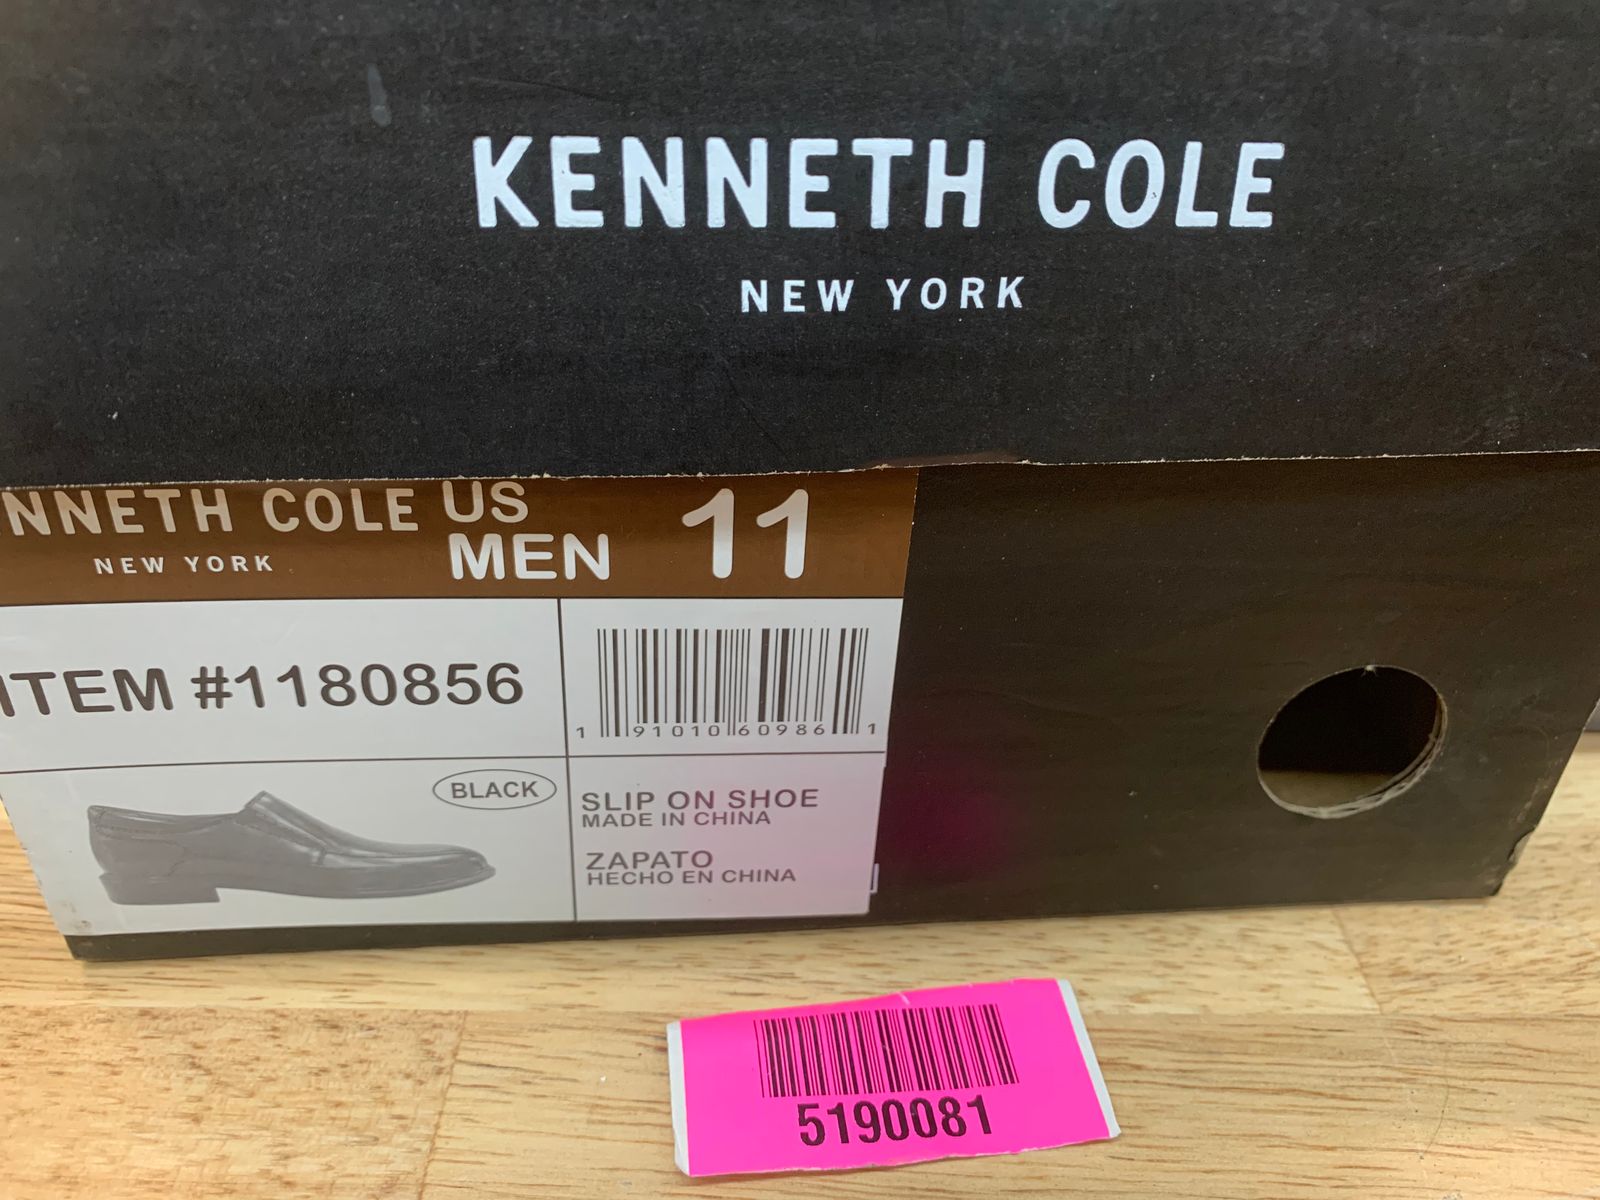 KENNETH COLE
NEW YORK
NNETH COLE
NEW YORK
US
MEN
11
ITEM #1180856
1 91010 60986 1
BLACK
SLIP ON SHOE
MADE IN CHINA
ZAPATO
HECHO EN CHINA
5190081